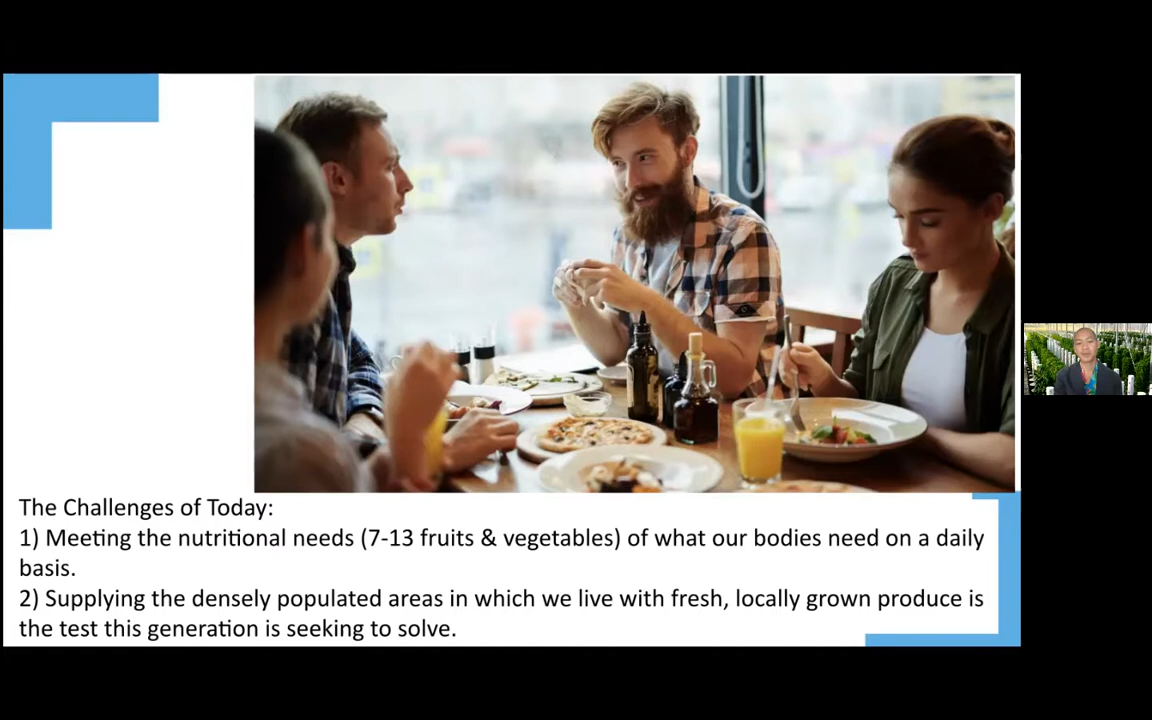 The Challenges of Today:
1) Meeting the nutritional needs (7-13 fruits & vegetables) of what our bodies need on a daily
basis.
2) Supplying the densely populated areas in which we live with fresh, locally grown produce is
the test this generation is seeking to solve.